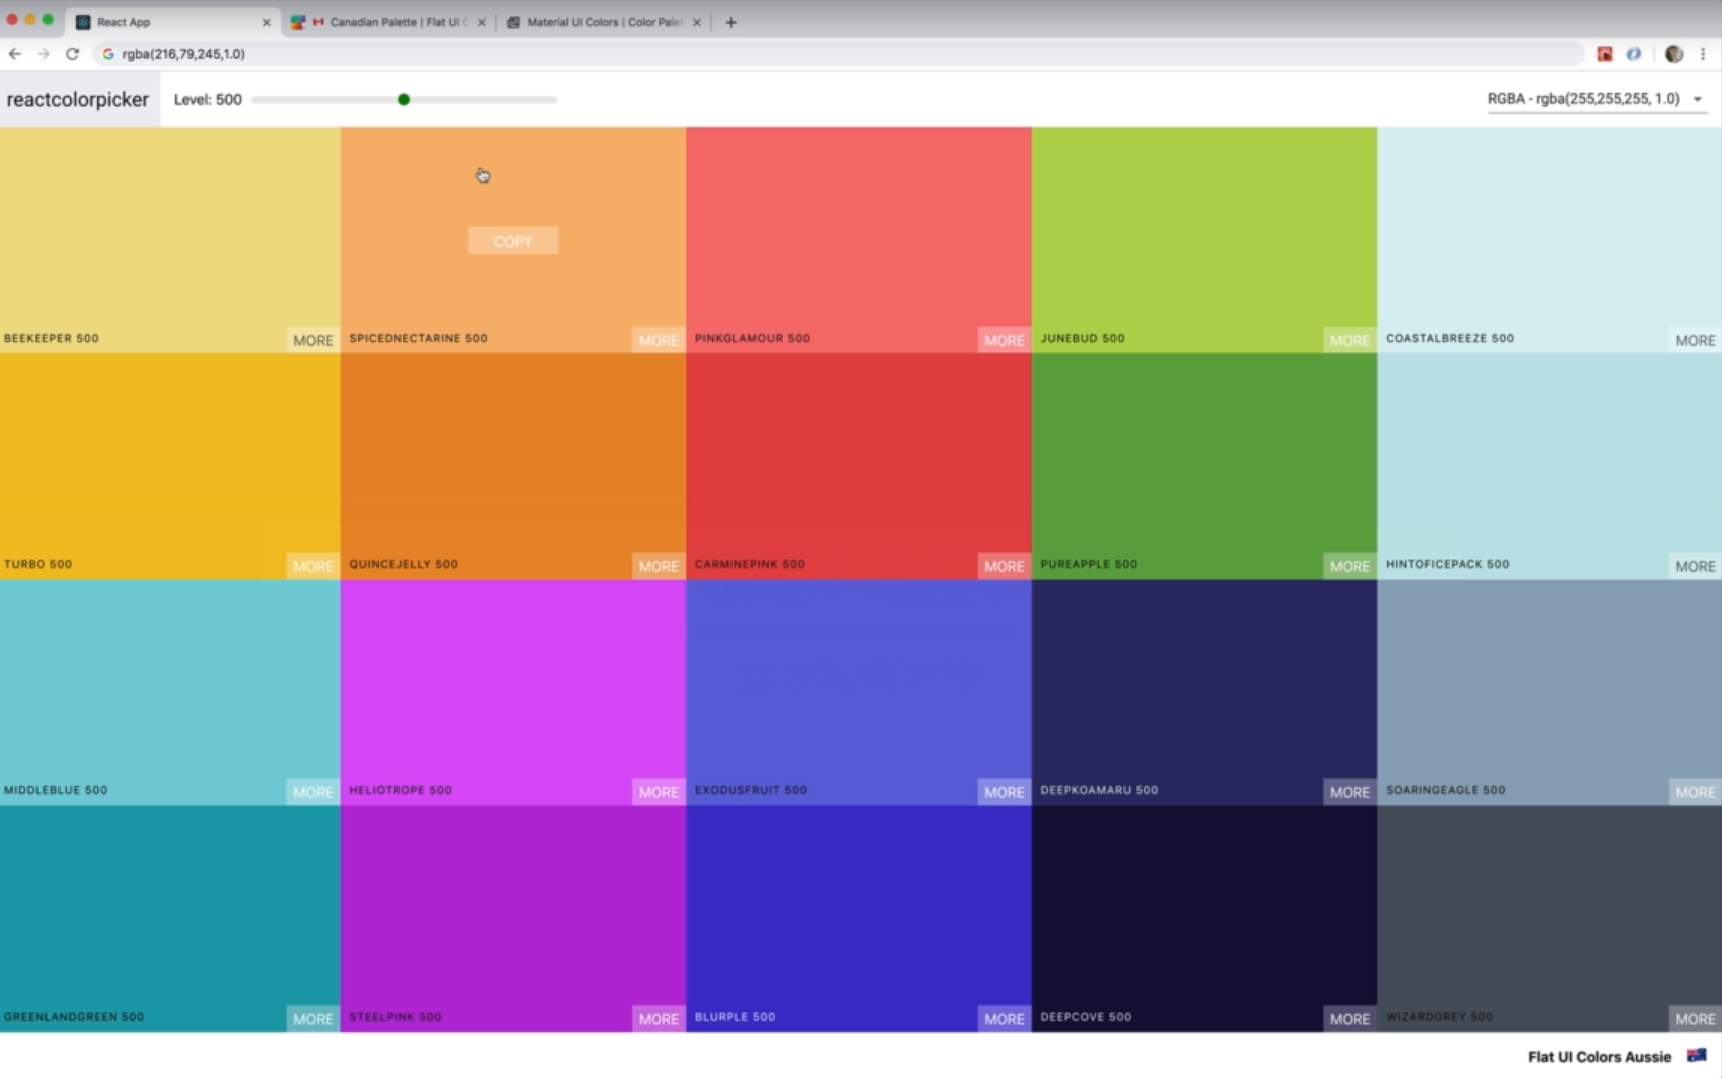 React App
Canadian Palette | Flat UI C
Material UI Colors | Color Palet
rgba(216,79,245,1.0)
reactcolorpicker
Level: 500
RGBA - rgba(255,255,255, 1.0)
COPY
BEEKEEPER 500 MORE
SPICEDNECTARINE 500 MORE
PINKGLAMOUR 500 MORE
JUNEBUD 500 MORE
COASTALBREEZE 500 MORE
TURBO 500 MORE
QUINCEJELLY 500 MORE
CARMINEPINK 500 MORE
PUREAPPLE 500 MORE
HINTOFICEPACK 500 MORE
MIDDLEBLUE 500 MORE
HELIOTROPE 500 MORE
EXODUSFRUIT 500 MORE
DEEPKOAMARU 500 MORE
SOARINGEAGLE 500 MORE
GREENLANDGREEN 500 MORE
STEELPINK 500 MORE
BLURPLE 500 MORE
DEEPCOVE 500 MORE
WIZARDGREY 500 MORE
Flat UI Colors Aussie